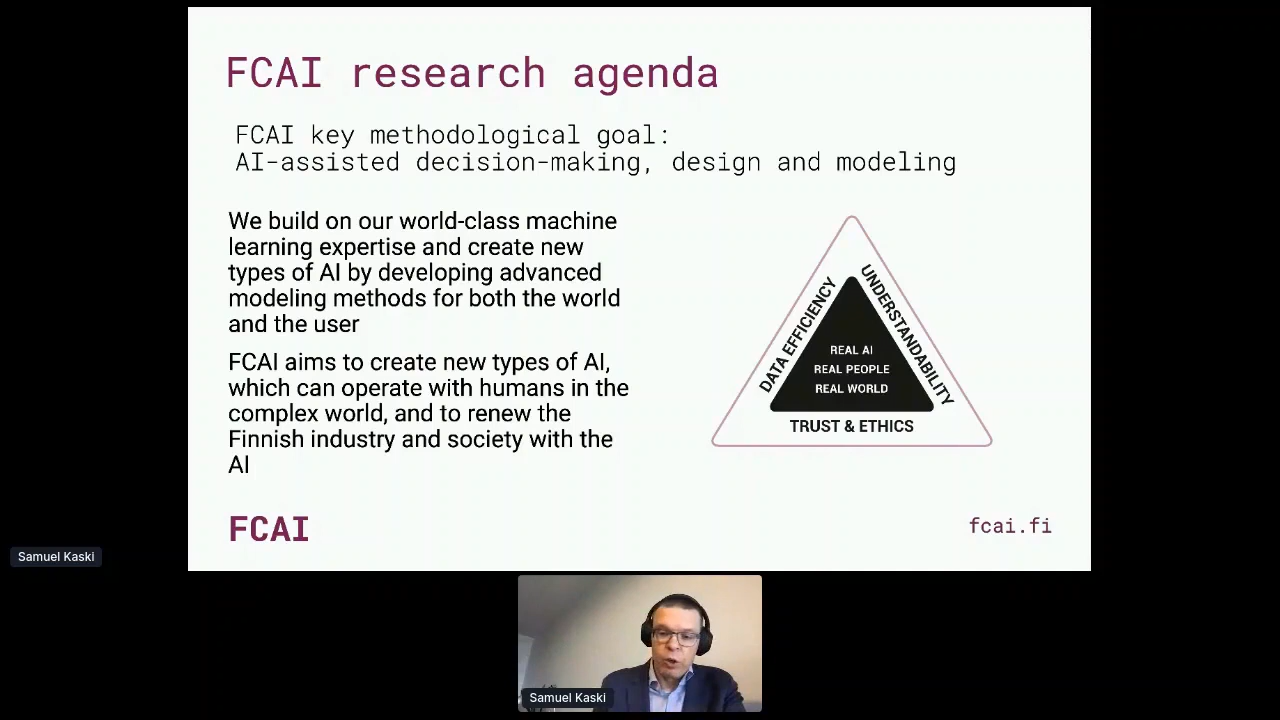 FCAI research agenda
FCAI key methodological goal:
AI-assisted decision-making, design and modeling
We build on our world-class machine
learning expertise and create new
types of AI by developing advanced
modeling methods for both the world
and the user
FCAI aims to create new types of AI,
which can operate with humans in the
complex world, and to renew the
Finnish industry and society with the
AI
DATA EFFICIENCY
UNDERSTANDABILITY
REAL AI
REAL PEOPLE
REAL WORLD
TRUST & ETHICS
FCAI
fcai.fi
Samuel Kaski
Samuel Kaski